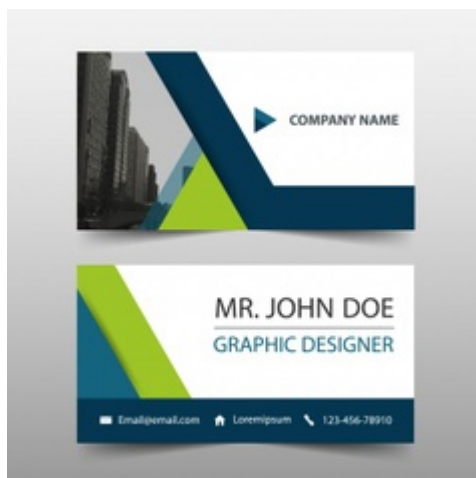 COMPANY NAME
MR. JOHN DOE
GRAPHIC DESIGNER
Email@email.com Loremipsum 123-456-78910